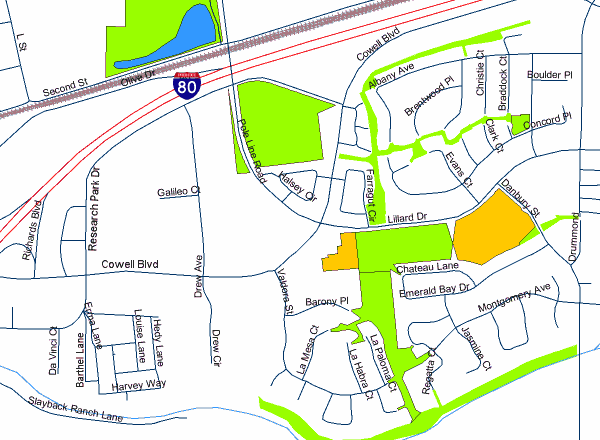 L St
Second St
Olive Dr
INTERSTATE
80
Cowell Blvd
Albany Ave
Brentwood Pl
Christie Ct
Braddock Ct
Boulder Pl
Concord Pl
Clark Ct
Evans Ct
Pole Line Road
Halsey Cir
Farragut Cir
Lillard Dr
Danbury St
Drummond
Galileo Ct
Research Park Dr
Richards Blvd
Cowell Blvd
Drew Ave
Valdora St
Chateau Lane
Emerald Bay Dr
Montgomery Ave
Barony Pl
Drew Cir
Da Vinci Ct
Barthel Lane
Erma Lane
Louise Lane
Hedy Lane
Harvey Way
Slayback Ranch Lane
La Mesa Ct
La Habra Ct
La Paloma Ct
Regatta Ct
Jasmine Ct